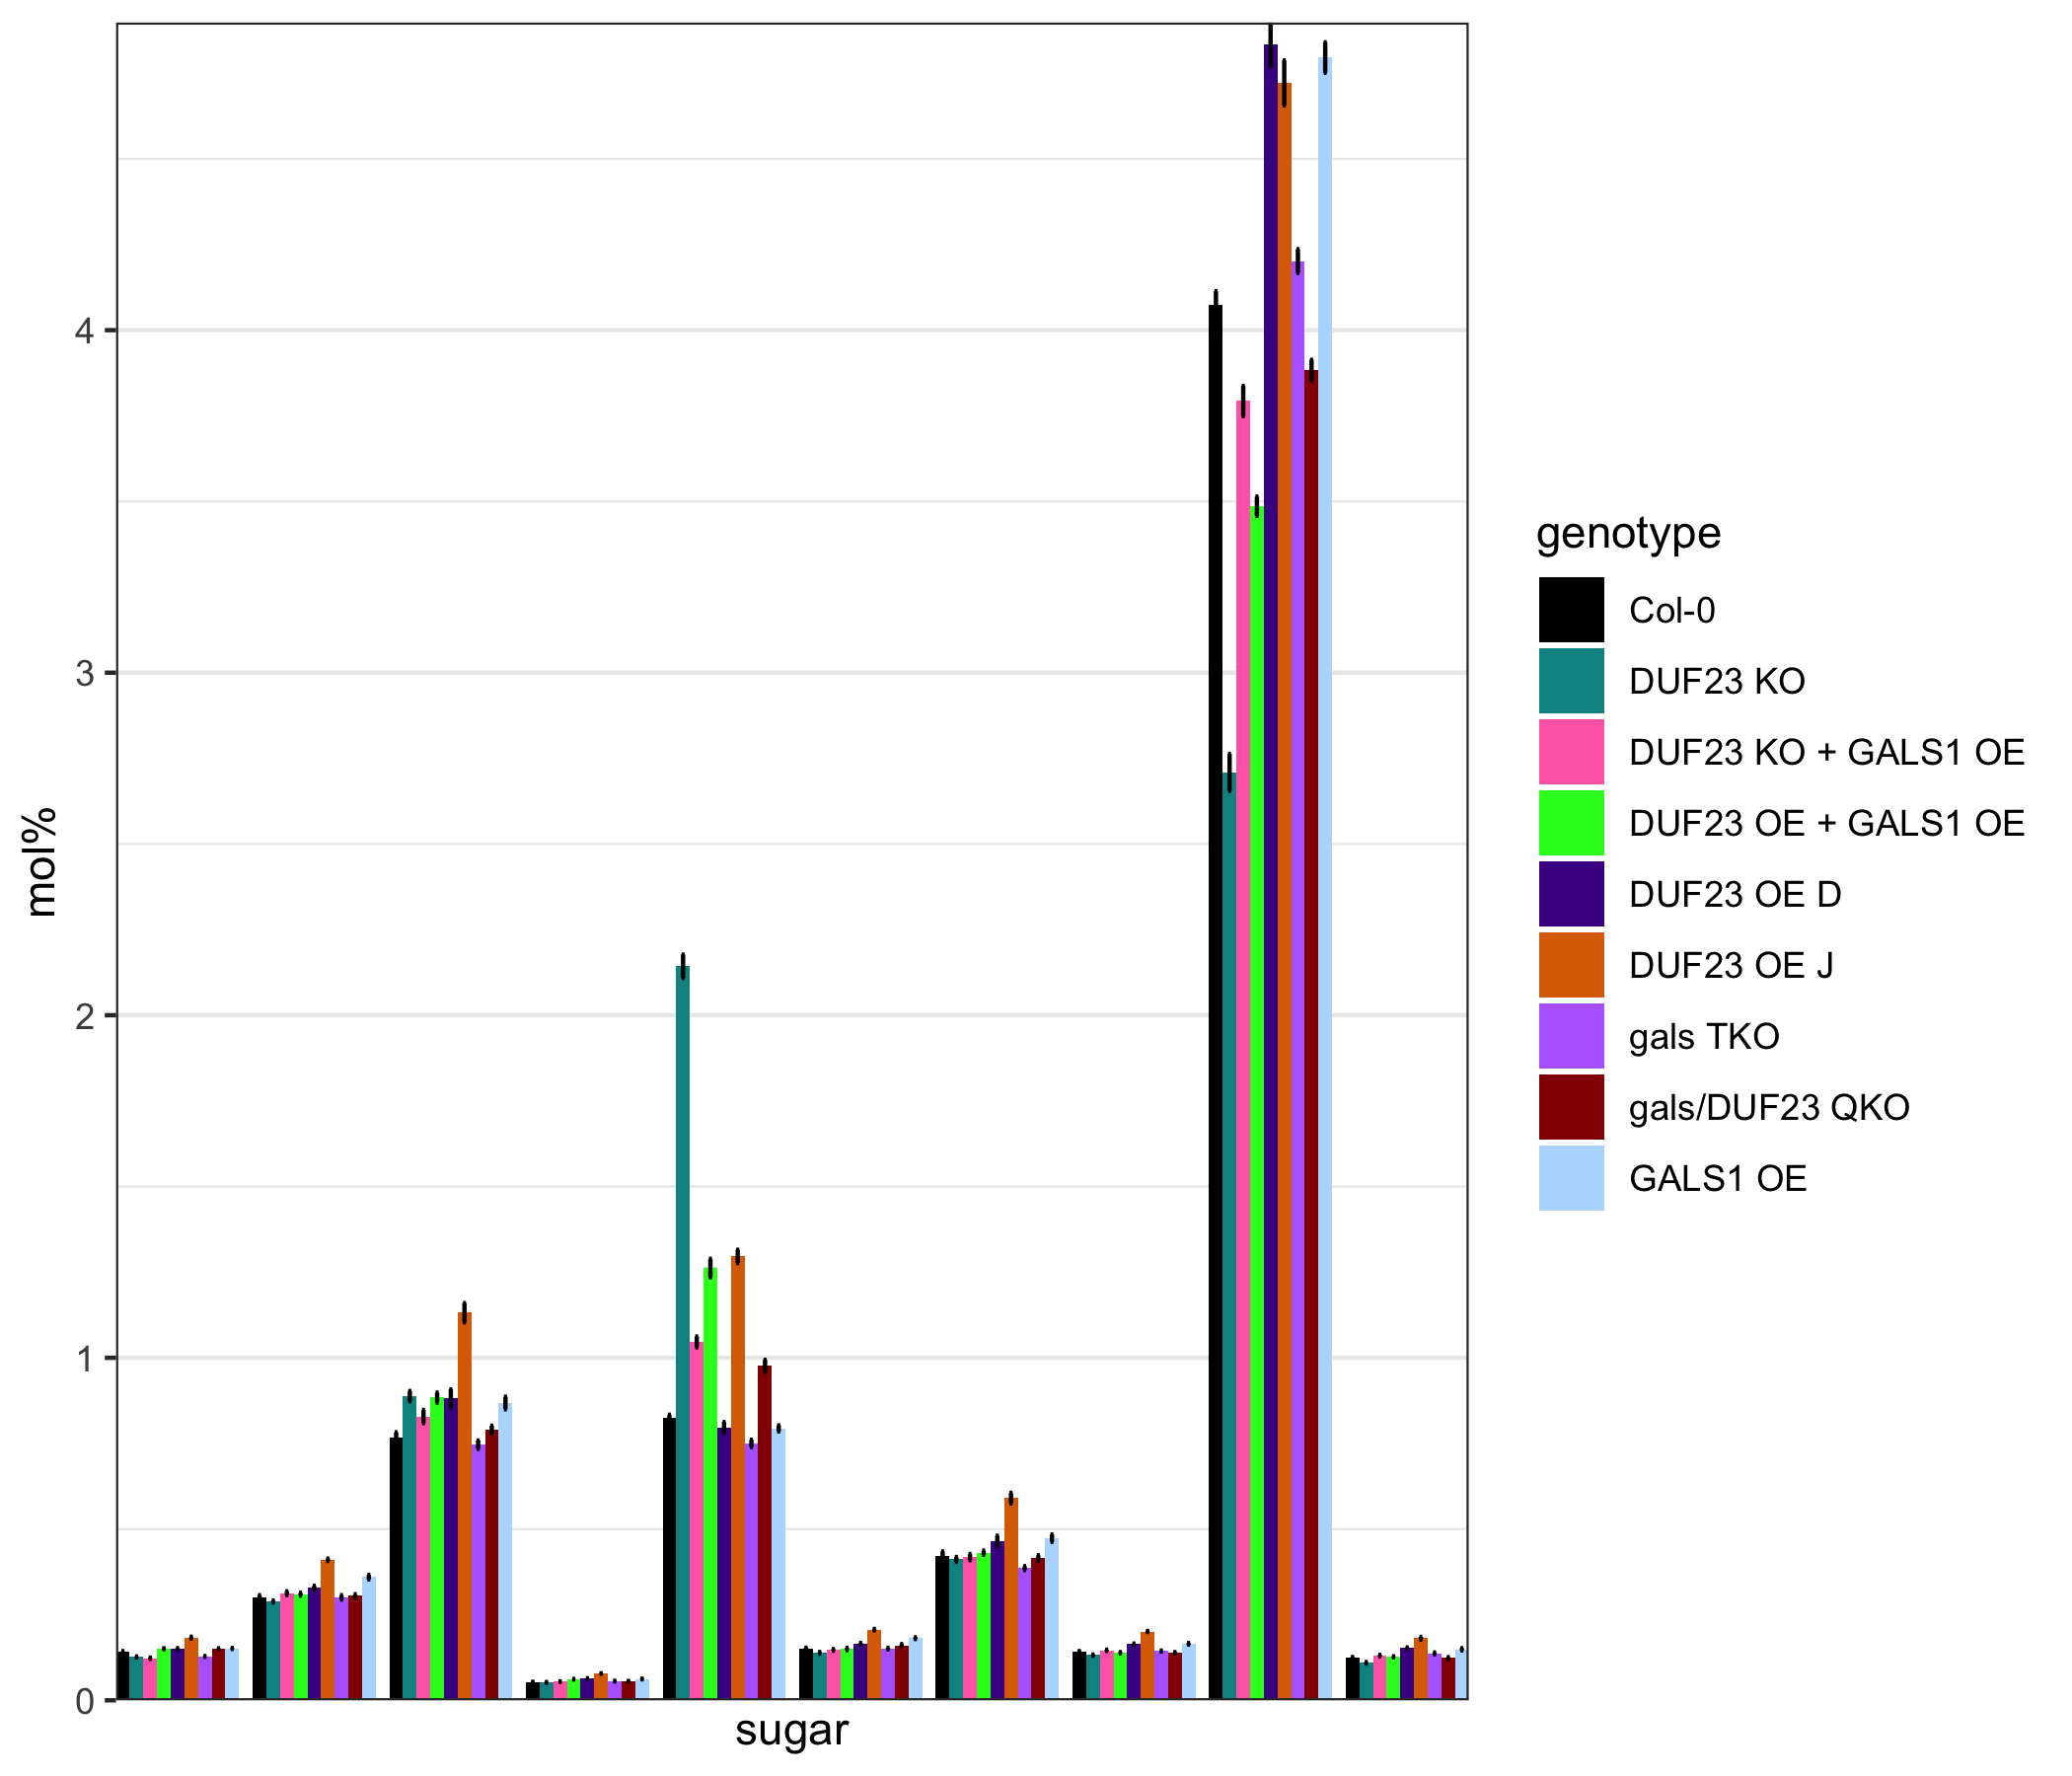 4
3
2
1
0
mol%
sugar
genotype
Col-0
DUF23 KO
DUF23 KO + GALS1 OE
DUF23 OE + GALS1 OE
DUF23 OE D
DUF23 OE J
gals TKO
gals/DUF23 QKO
GALS1 OE